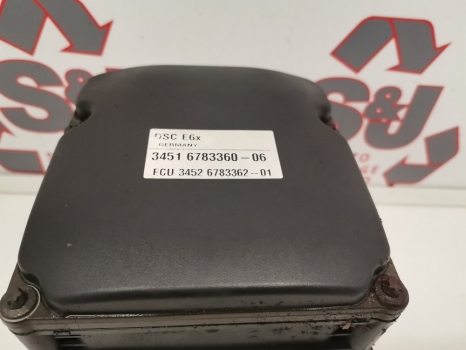 DSC E6x
GERMANY
3451 6783360-06
ECU 3452 6783362-01
S&J
S&J